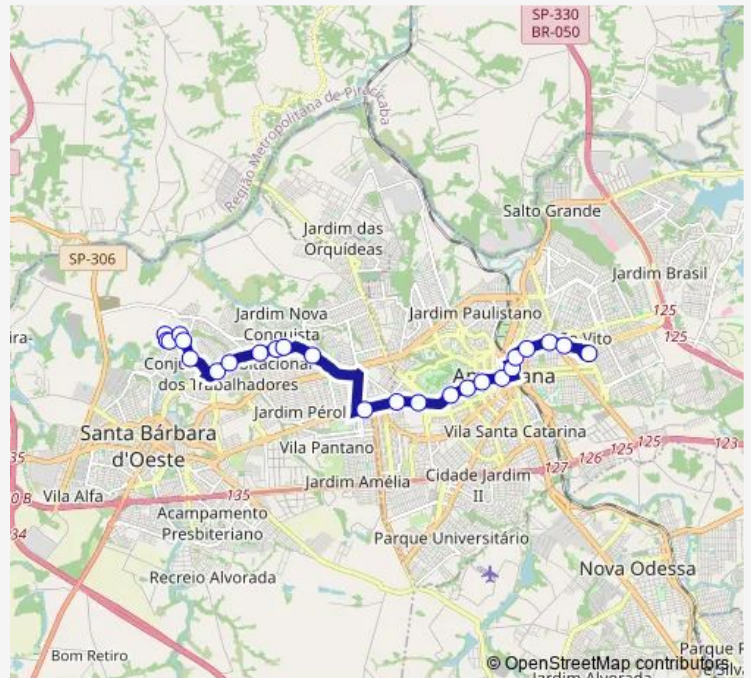 SP-330
BR-050
Região Metropolitana de Piracicaba
Salto Grande
Jardim das
Orquídeas
SP-306
Jardim Brasil
125
Jardim Nova
Conquista
Jardim Paulistano
125
dos Trabalhadores
Jardim Pérol
Santa Bárbara
d'Oeste
Vila Santa Catarina
Vila Pantano
123
125
125
126
127
Jardim Amélia
Cidade Jardim
II
135
Vila Alfa
Acampamento
Presbiteriano
Parque Universitário
Nova Odessa
Recreio Alvorada
Bom Retiro
© OpenStreetMap contributors